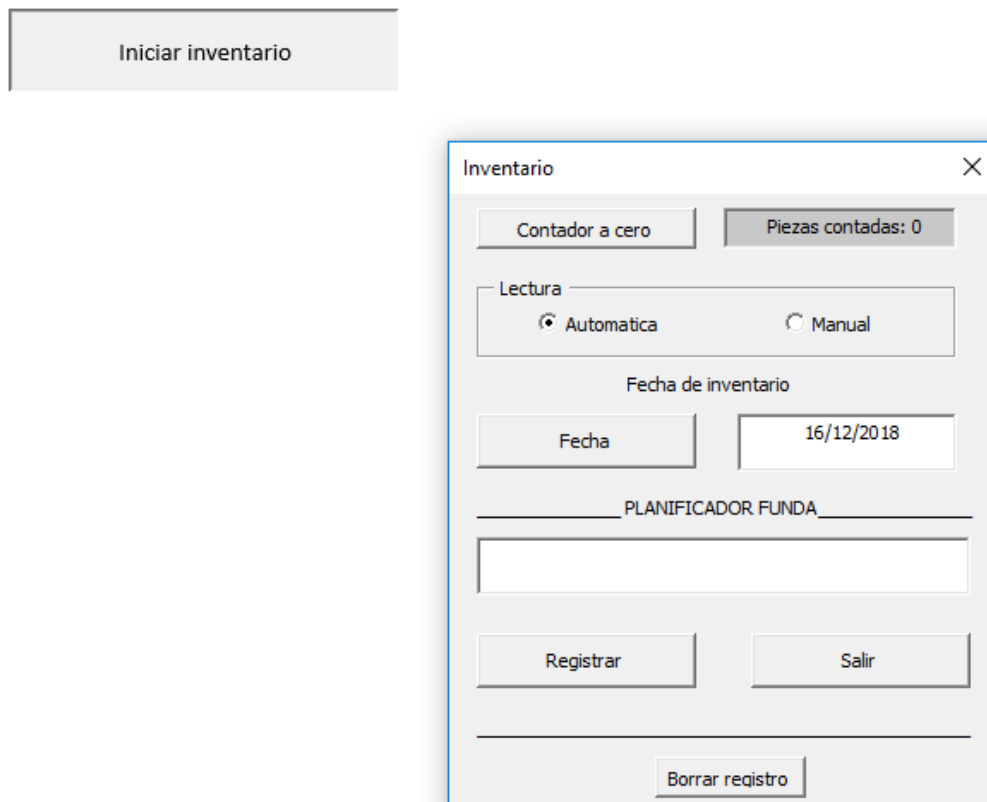 Iniciar inventario
Inventario
Contador a cero
Piezas contadas: 0
Lectura
Automatica
Manual
Fecha de inventario
Fecha
16/12/2018
PLANIFICADOR FUNDA
Registrar
Salir
Borrar registro